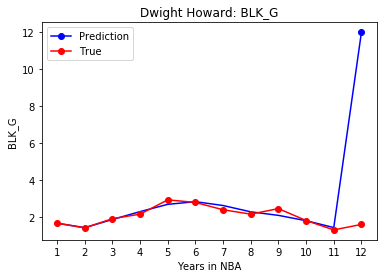 Dwight Howard: BLK_G
Prediction
True
BLK_G
12
10
8
6
4
2
1 2 3 4 5 6 7 8 9 10 11 12
Years in NBA